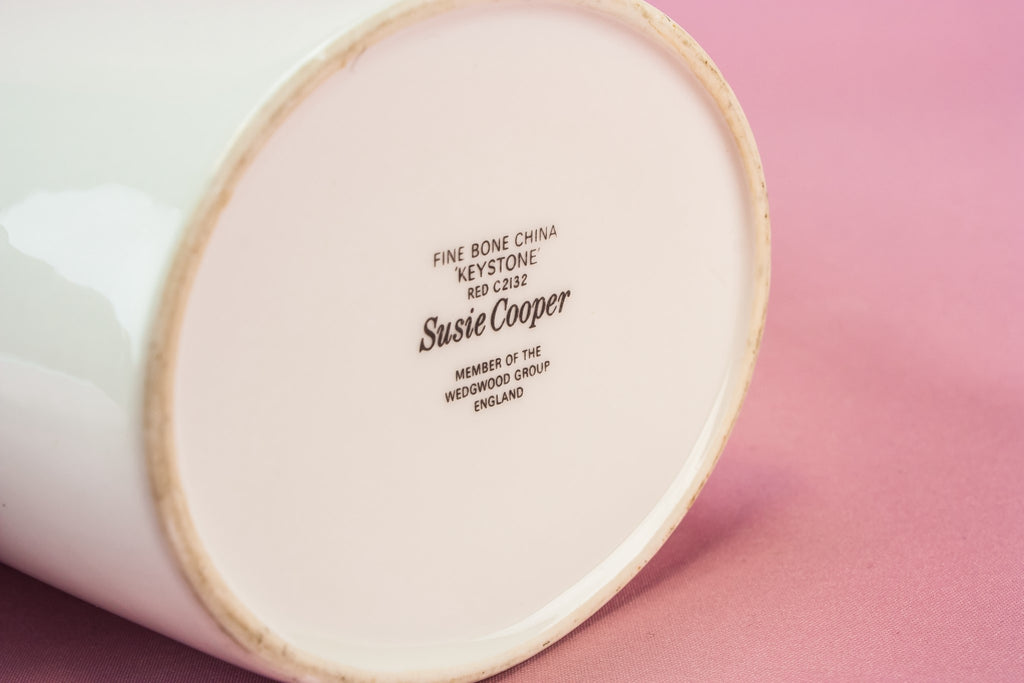 FINE BONE CHINA
'KEYSTONE'
RED C2132
Susie Cooper
MEMBER OF THE
WEDGWOOD GROUP
ENGLAND